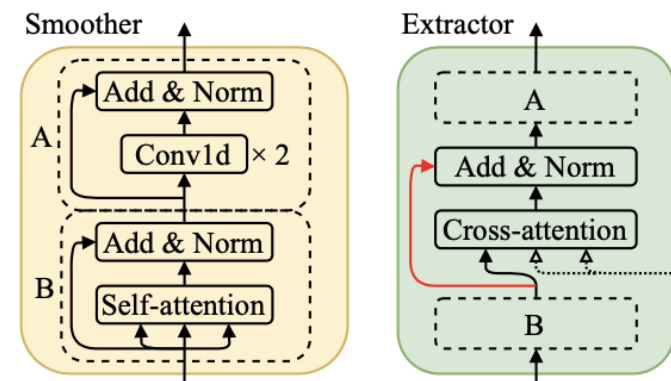 Smoother
Add & Norm
A
Conv1d × 2
Add & Norm
B
Self-attention
Extractor
A
Add & Norm
Cross-attention
B